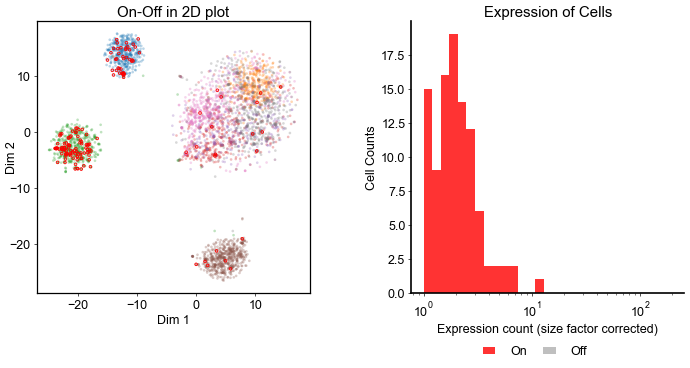 On-Off in 2D plot
10
0
−10
−20
Dim 2
−20 −10 0 10
Dim 1
Expression of Cells
17.5
15.0
12.5
10.0
7.5
5.0
2.5
0.0
Cell Counts
10^0 10^1 10^2
Expression count (size factor corrected)
On Off